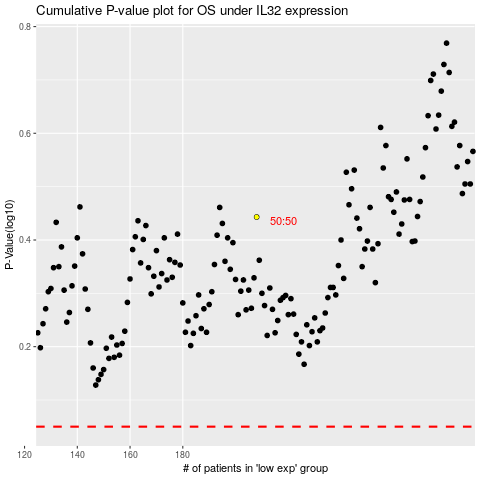 Cumulative P-value plot for OS under IL32 expression
0.8
0.6
0.4
0.2
P-Value(log10)
50:50
120 140 160 180
# of patients in 'low exp' group